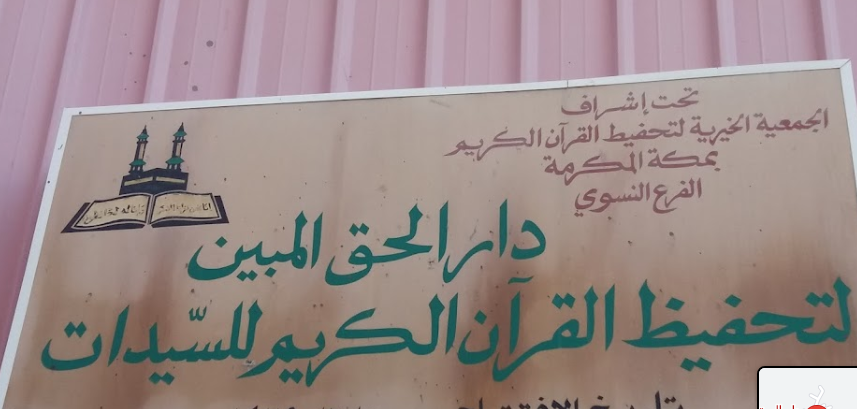 تحت إشراف
الجمعية الخيرية لتحفيظ القرآن الكريم
بمكة المكرمة
الفرع النسوي
دار الحق المبين
لتحفيظ القرآن الكريم للسّيدات